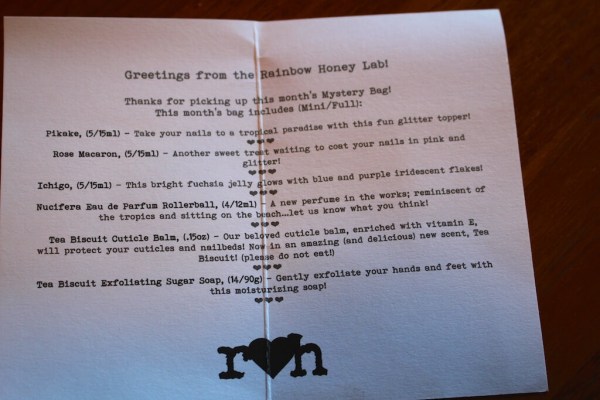 Greetings from the Rainbow Honey Lab!
Thanks for picking up this month's Mystery Bag!
This month's bag includes (Mini/Full):
Pikake, (5/15ml) - Take your nails to a tropical paradise with this fun glitter topper!
Rose Macaron, (5/15ml) - Another sweet treat waiting to coat your nails in pink and
glitter!
Ichigo, (5/15ml) - This bright fuchsia jelly glows with blue and purple iridescent flakes!
Nucifera Eau de Parfum Rollerball, (4/12ml) - A new perfume in the works; reminiscent of
the tropics and sitting on the beach...let us know what you think!
Tea Biscuit Cuticle Balm, (.15oz) - Our beloved cuticle balm, enriched with vitamin E,
will protect your cuticles and nailbeds! Now in an amazing (and delicious) new scent, Tea
Biscuit! (please do not eat!)
Tea Biscuit Exfoliating Sugar Soap, (14/90g) - Gently exfoliate your hands and feet with
this moisturizing soap!
r♥h